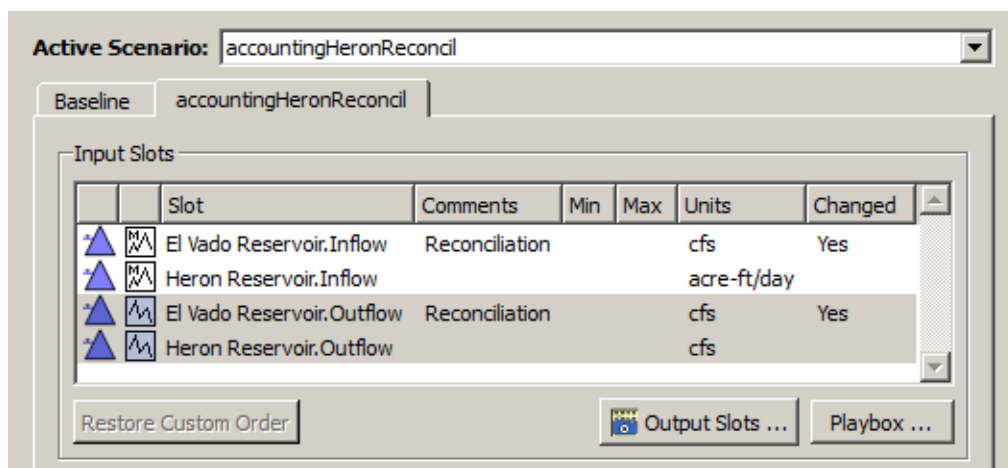 Active Scenario: accountingHeronReconcil
Baseline accountingHeronReconcil
Input Slots
Slot Comments Min Max Units Changed
El Vado Reservoir.Inflow Reconciliation cfs Yes
Heron Reservoir.Inflow acre-ft/day
El Vado Reservoir.Outflow Reconciliation cfs Yes
Heron Reservoir.Outflow cfs
Restore Custom Order Output Slots ... Playbox ...